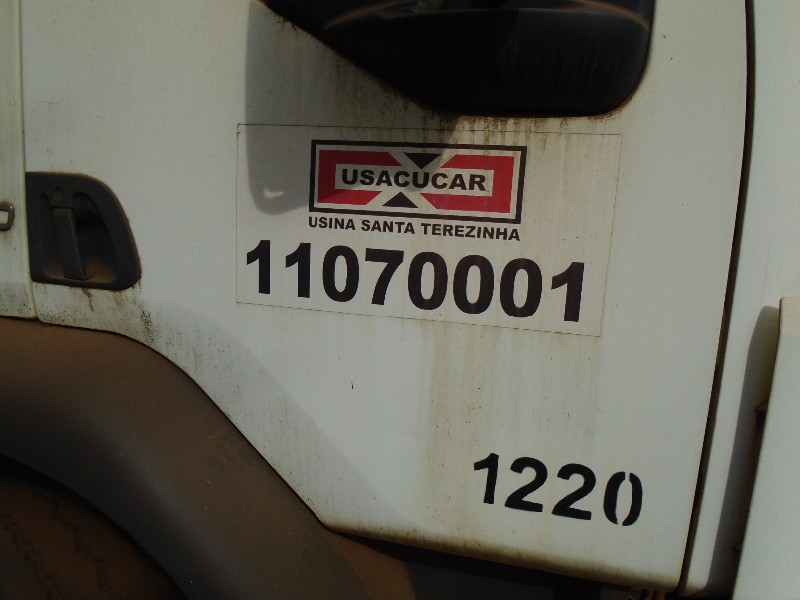 USACUCAR
USINA SANTA TEREZINHA
11070001
1220